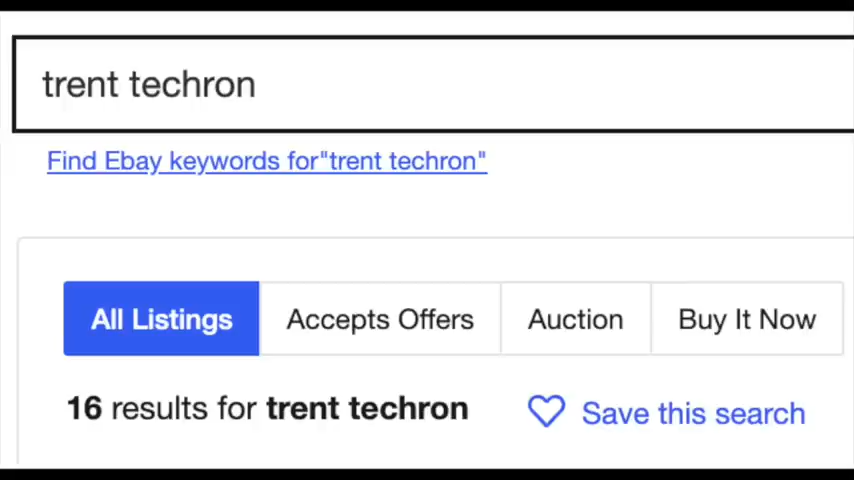 trent techron
Find Ebay keywords for"trent techron"
All Listings Accepts Offers Auction Buy It Now
16 results for trent techron Save this search